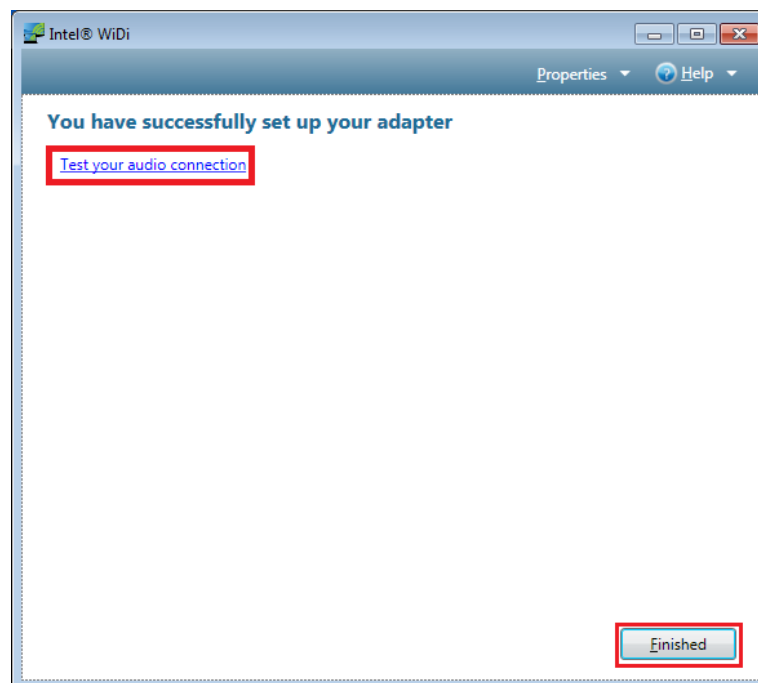 Intel® WiDi
Properties Help
You have successfully set up your adapter
Test your audio connection
Finished